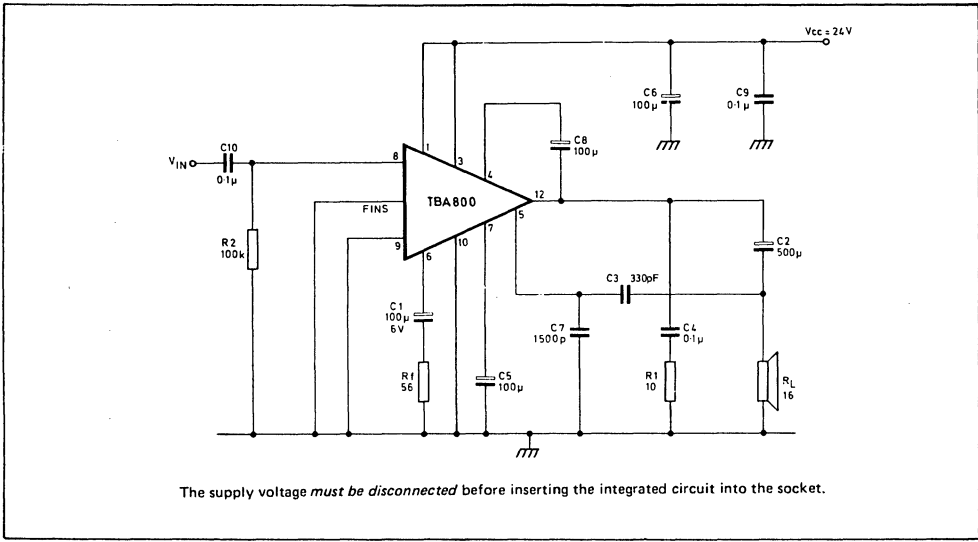 Vcc = 24V
C6
100µ
C9
0·1µ
C8
100µ
VIN
C10
0·1µ
8
1
3
4
12
TBA800
FINS
5
9
6
10
7
R2
100k
C2
500µ
C3 330pF
C1
100µ
6V
C7
1500p
C4
0·1µ
Rf
56
C5
100µ
R1
10
RL
16
The supply voltage must be disconnected before inserting the integrated circuit into the socket.